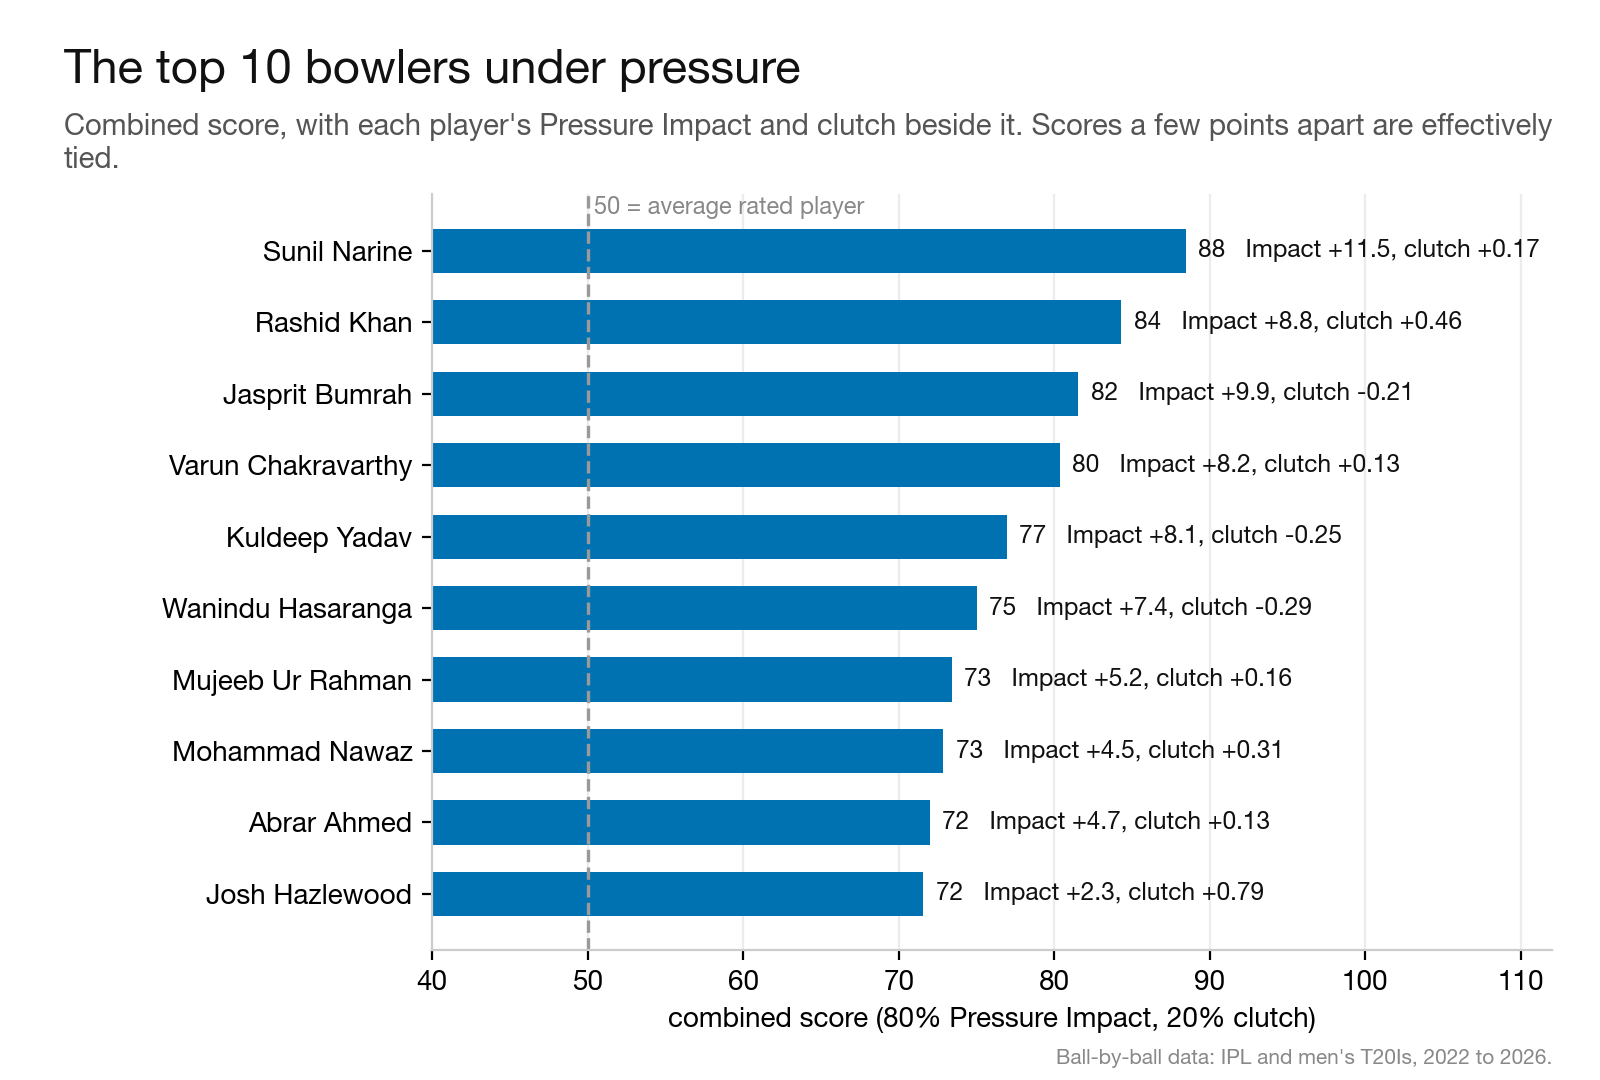 The top 10 bowlers under pressure
Combined score, with each player's Pressure Impact and clutch beside it. Scores a few points apart are effectively
tied.
50 = average rated player
Sunil Narine 88 Impact +11.5, clutch +0.17
Rashid Khan 84 Impact +8.8, clutch +0.46
Jasprit Bumrah 82 Impact +9.9, clutch -0.21
Varun Chakravarthy 80 Impact +8.2, clutch +0.13
Kuldeep Yadav 77 Impact +8.1, clutch -0.25
Wanindu Hasaranga 75 Impact +7.4, clutch -0.29
Mujeeb Ur Rahman 73 Impact +5.2, clutch +0.16
Mohammad Nawaz 73 Impact +4.5, clutch +0.31
Abrar Ahmed 72 Impact +4.7, clutch +0.13
Josh Hazlewood 72 Impact +2.3, clutch +0.79
40 50 60 70 80 90 100 110
combined score (80% Pressure Impact, 20% clutch)
Ball-by-ball data: IPL and men's T20Is, 2022 to 2026.